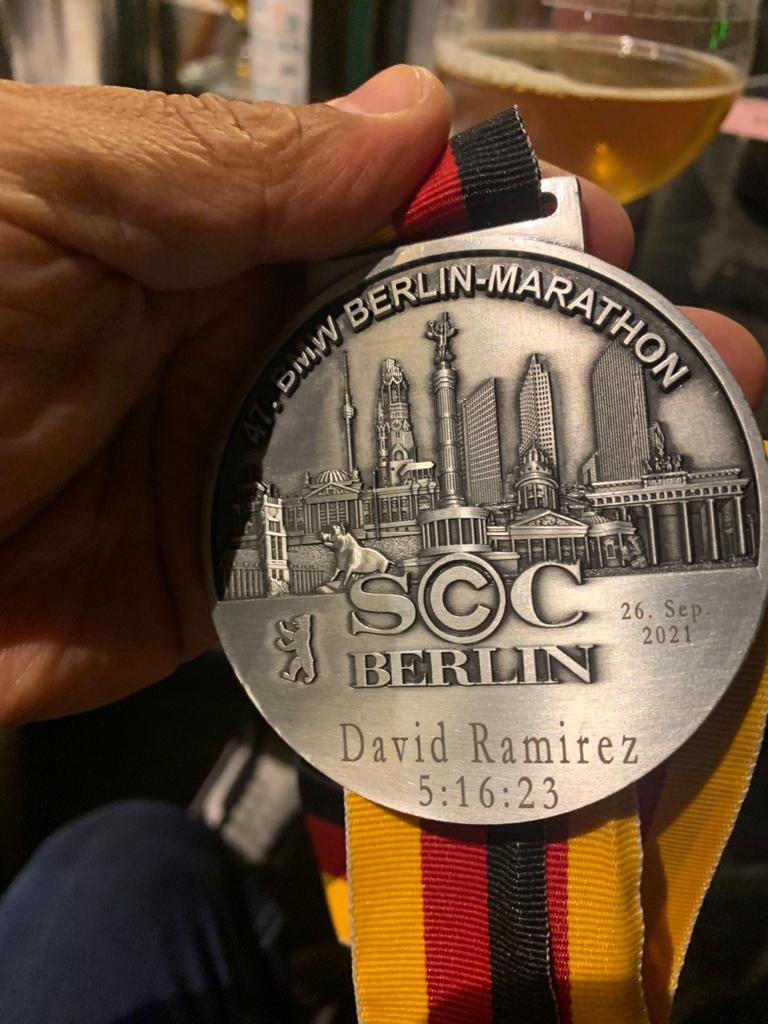 47. BMW BERLIN-MARATHON
SCC
BERLIN
26. Sep.
2021
David Ramirez
5:16:23